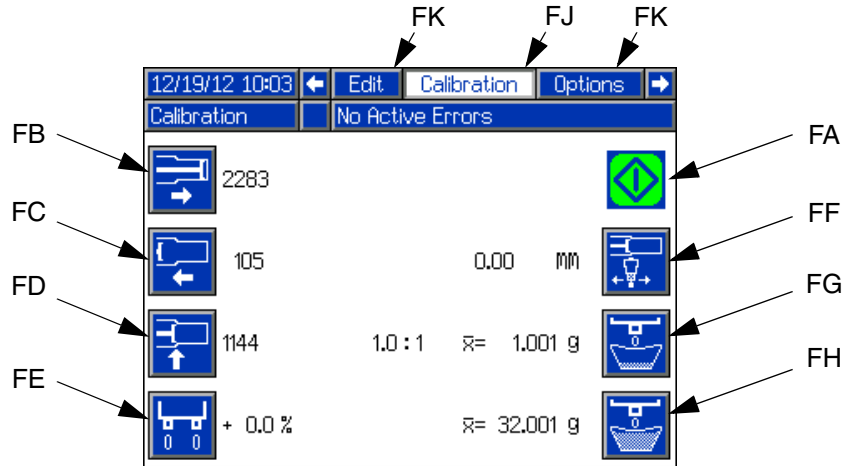 FK FJ FK
12/19/12 10:03 Edit Calibration Options
Calibration No Active Errors
FB 2283 FA
FC 105 0.00 MM FF
FD 1144 1.0 : 1 x̄= 1.001 g FG
FE + 0.0 % x̄= 32.001 g FH
0 0